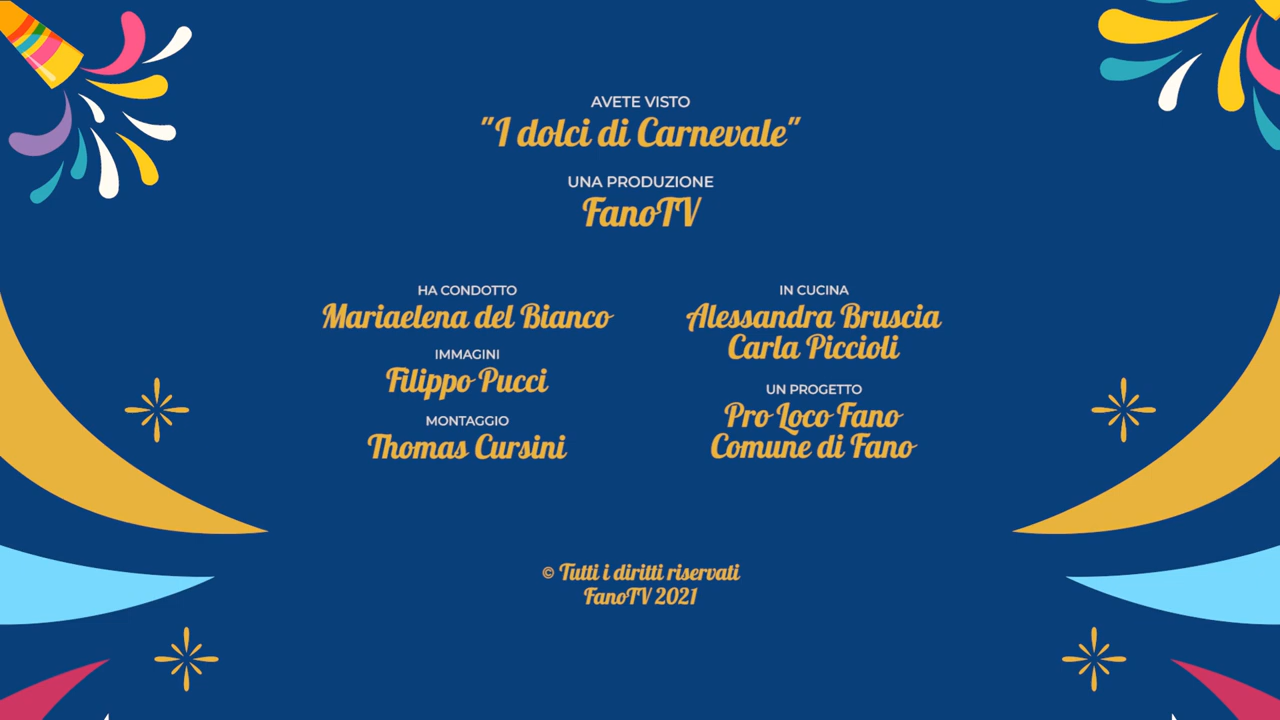 AVETE VISTO
"I dolci di Carnevale"
UNA PRODUZIONE
FanoTV
HA CONDOTTO
Mariaelena del Bianco
IMMAGINI
Filippo Pucci
MONTAGGIO
Thomas Cursini
IN CUCINA
Alessandra Bruscia
Carla Piccioli
UN PROGETTO
Pro Loco Fano
Comune di Fano
© Tutti i diritti riservati
FanoTV 2021